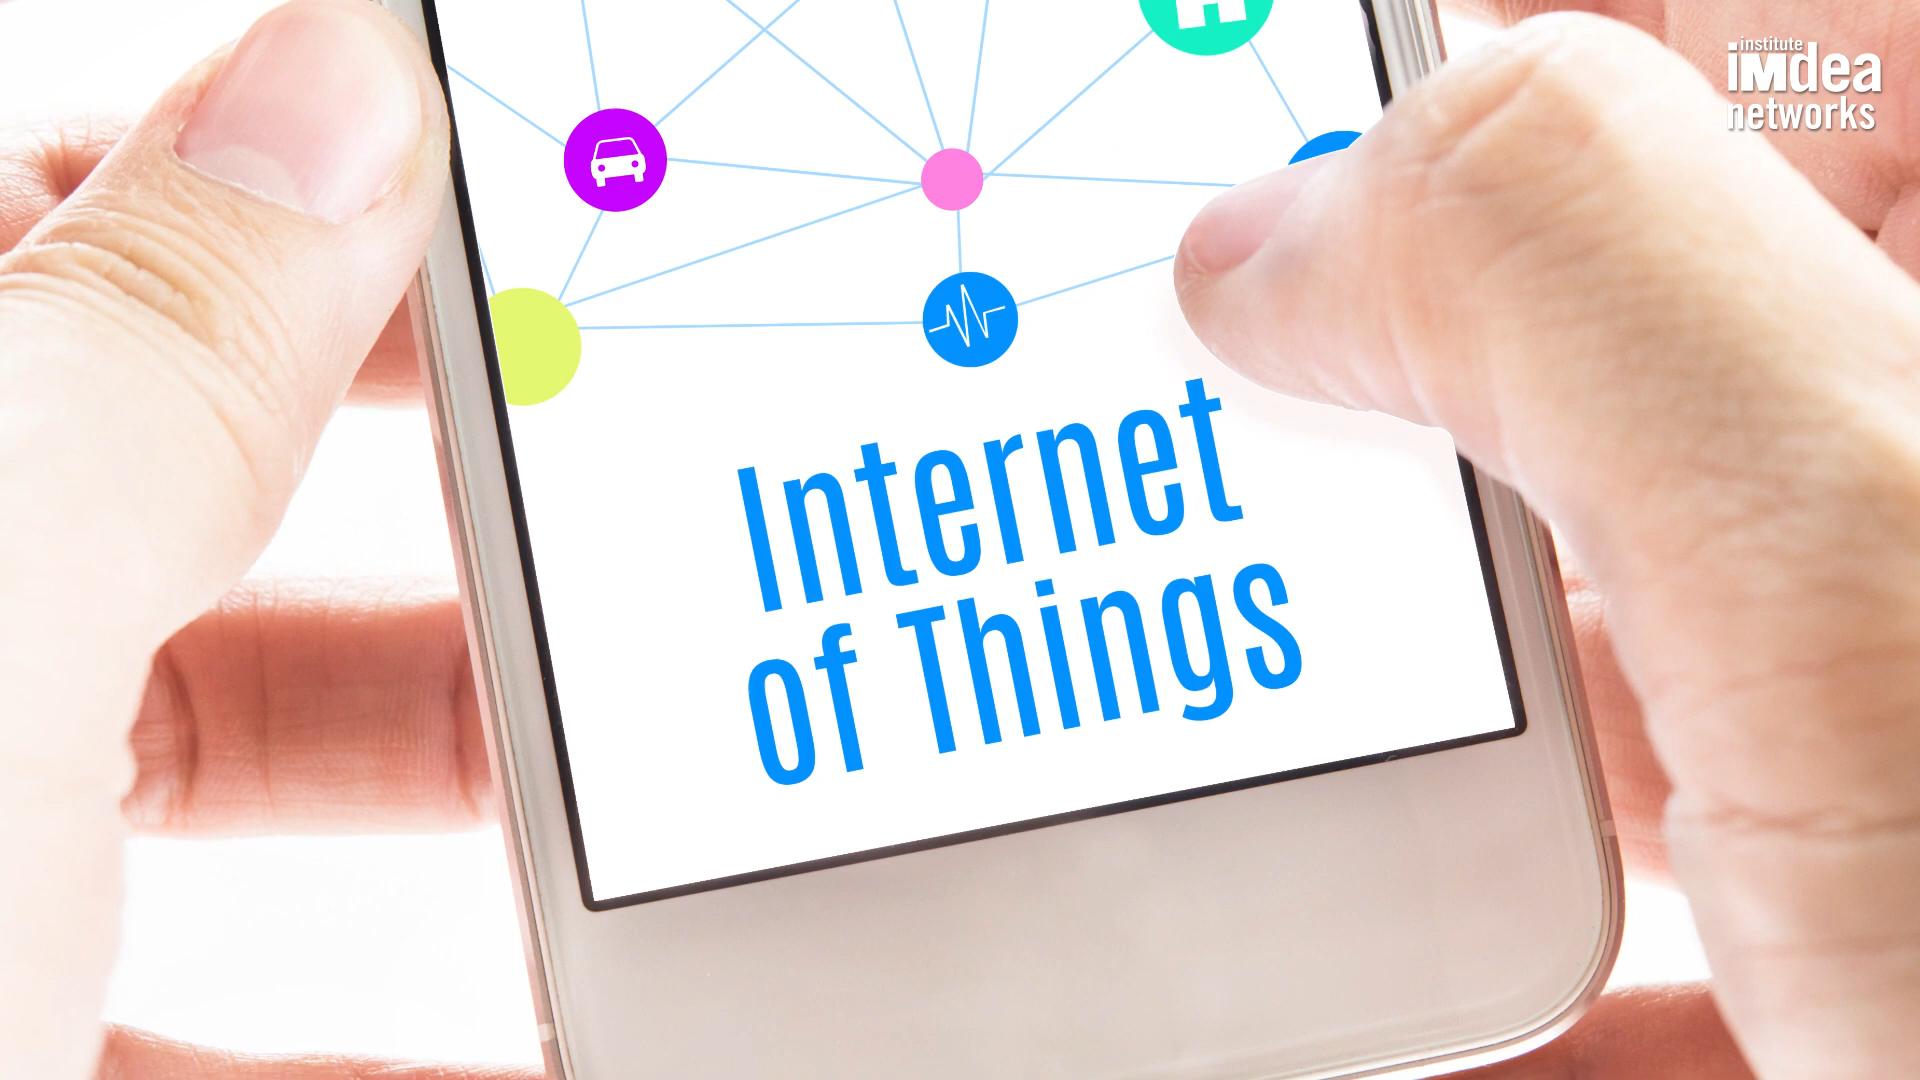 institute
iMdea
networks
Internet
of Things